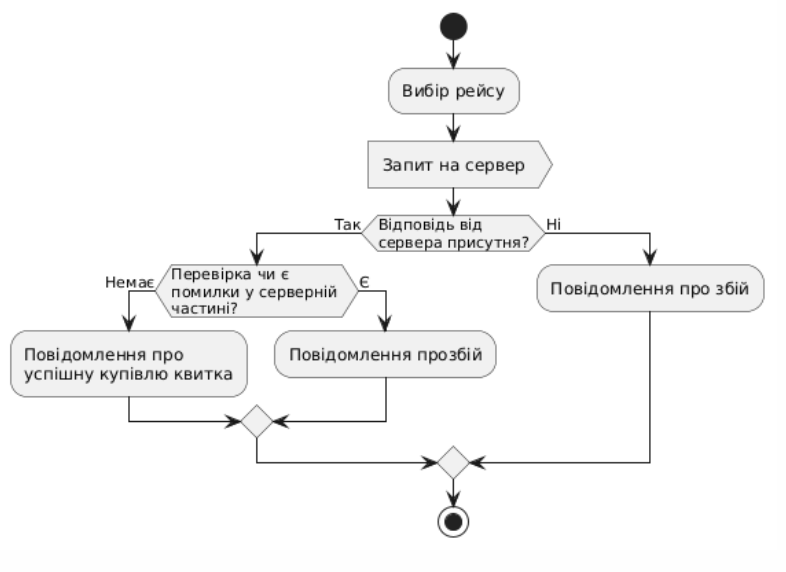 Вибір рейсу
Запит на сервер
Так
Відповідь від
сервера присутня?
Ні
Немає
Перевірка чи є
помилки у серверній
частині?
Є
Повідомлення про збій
Повідомлення про
успішну купівлю квитка
Повідомлення прозбій